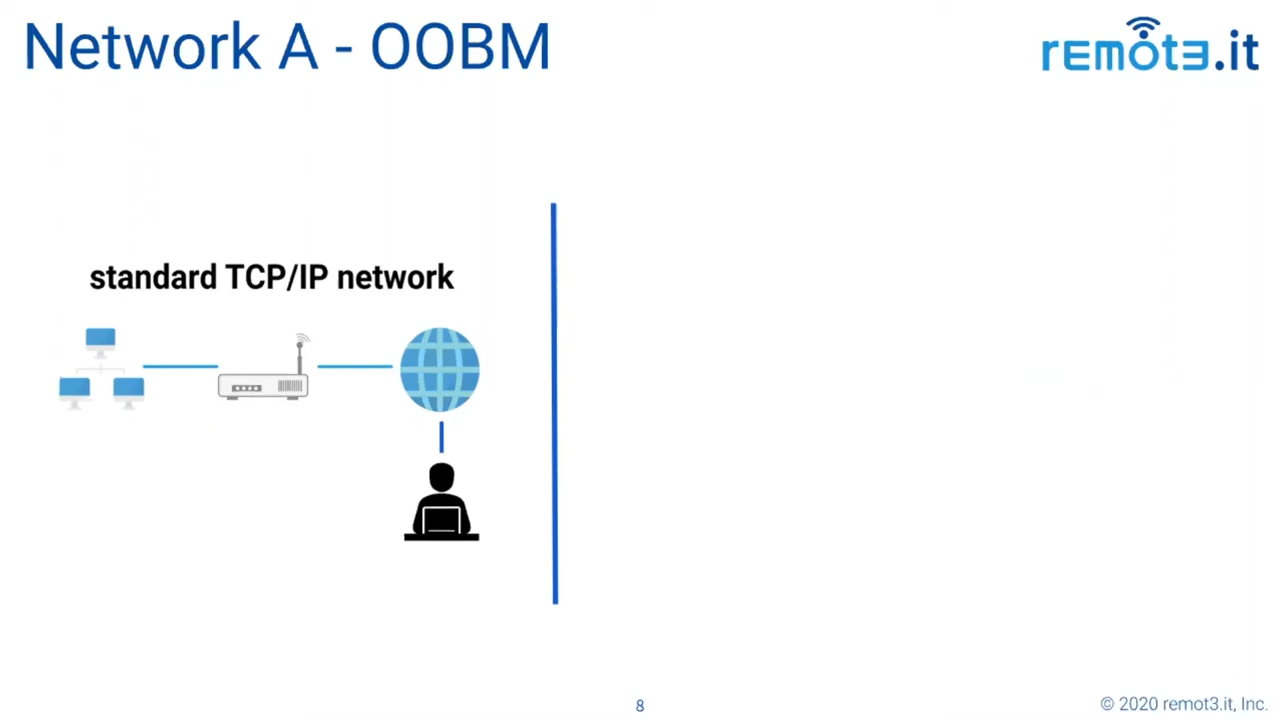 Network A - OOBM
remot3.it
standard TCP/IP network
8
© 2020 remot3.it, Inc.